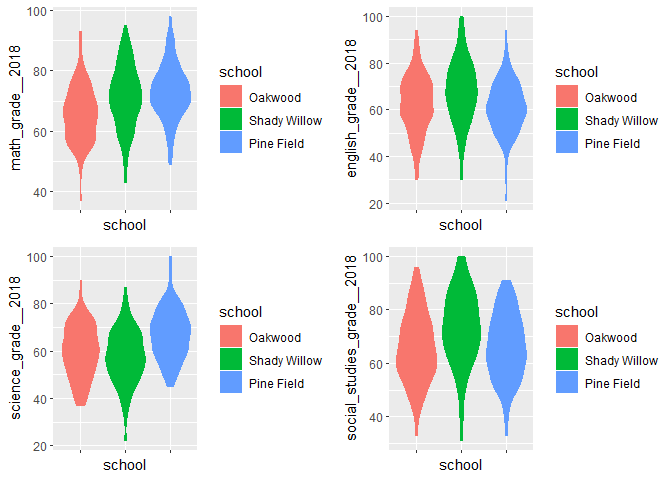 math_grade__2018
100
80
60
40
school
school
Oakwood
Shady Willow
Pine Field
english_grade__2018
100
80
60
40
20
school
school
Oakwood
Shady Willow
Pine Field
science_grade__2018
100
80
60
40
20
school
school
Oakwood
Shady Willow
Pine Field
social_studies_grade__2018
100
80
60
40
school
school
Oakwood
Shady Willow
Pine Field